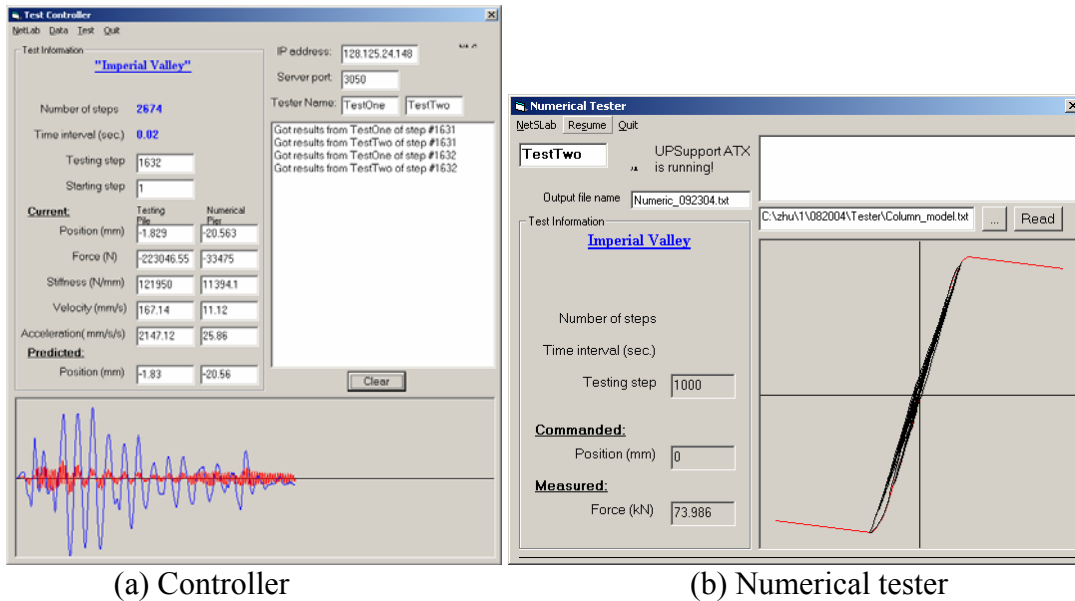 Test Controller
NetLab Data Test Quit
Test Information
"Imperial Valley"
Number of steps 2674
Time interval (sec.) 0.02
Testing step 1632
Starting step 1
Current: Testing Pile Numerical Pier
Position (mm) -1.829 -20.563
Force (N) -223046.55 -33475
Stiffness (N/mm) 121950 11394.1
Velocity (mm/s) 167.14 11.12
Acceleration( mm/s/s) 2147.12 25.86
Predicted:
Position (mm) -1.83 -20.56
IP address: 128.125.24.148
Server port: 3050
Tester Name: TestOne TestTwo
Got results from TestOne of step #1631
Got results from TestTwo of step #1631
Got results from TestOne of step #1632
Got results from TestTwo of step #1632
Clear
(a) Controller
Numerical Tester
NetSLab Resume Quit
TestTwo
UPSupport ATX
is running!
Output file name Numeric_092304.txt
C:\zhu\1\082004\Tester\Column_model.txt ... Read
Test Information
Imperial Valley
Number of steps
Time interval (sec.)
Testing step 1000
Commanded:
Position (mm) 0
Measured:
Force (kN) 73.986
(b) Numerical tester